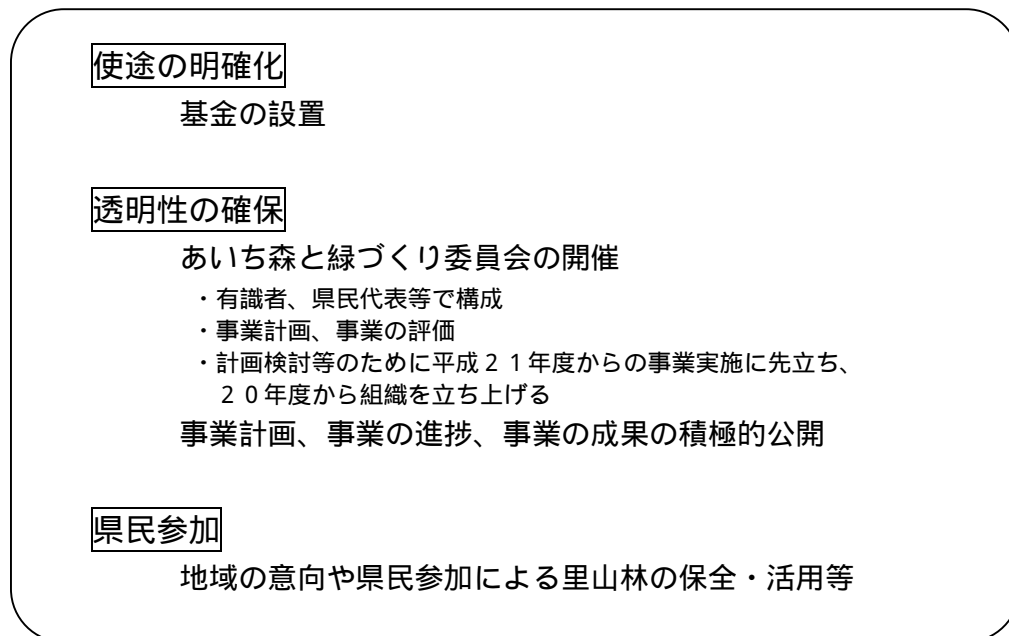 使途の明確化
基金の設置
透明性の確保
あいち森と緑づくり委員会の開催
・有識者、県民代表等で構成
・事業計画、事業の評価
・計画検討等のために平成２１年度からの事業実施に先立ち、
２０年度から組織を立ち上げる
事業計画、事業の進捗、事業の成果の積極的公開
県民参加
地域の意向や県民参加による里山林の保全・活用等